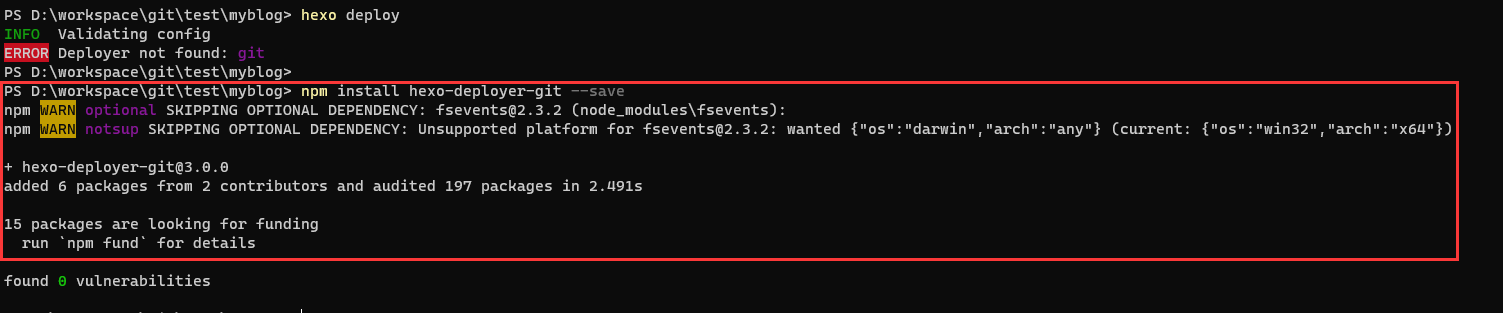 PS D:\workspace\git\test\myblog> hexo deploy
INFO  Validating config
ERROR Deployer not found: git
PS D:\workspace\git\test\myblog>
PS D:\workspace\git\test\myblog> npm install hexo-deployer-git --save
npm WARN optional SKIPPING OPTIONAL DEPENDENCY: fsevents@2.3.2 (node_modules\fsevents):
npm WARN notsup SKIPPING OPTIONAL DEPENDENCY: Unsupported platform for fsevents@2.3.2: wanted {"os":"darwin","arch":"any"} (current: {"os":"win32","arch":"x64"})
+ hexo-deployer-git@3.0.0
added 6 packages from 2 contributors and audited 197 packages in 2.491s
15 packages are looking for funding
  run `npm fund` for details
found 0 vulnerabilities